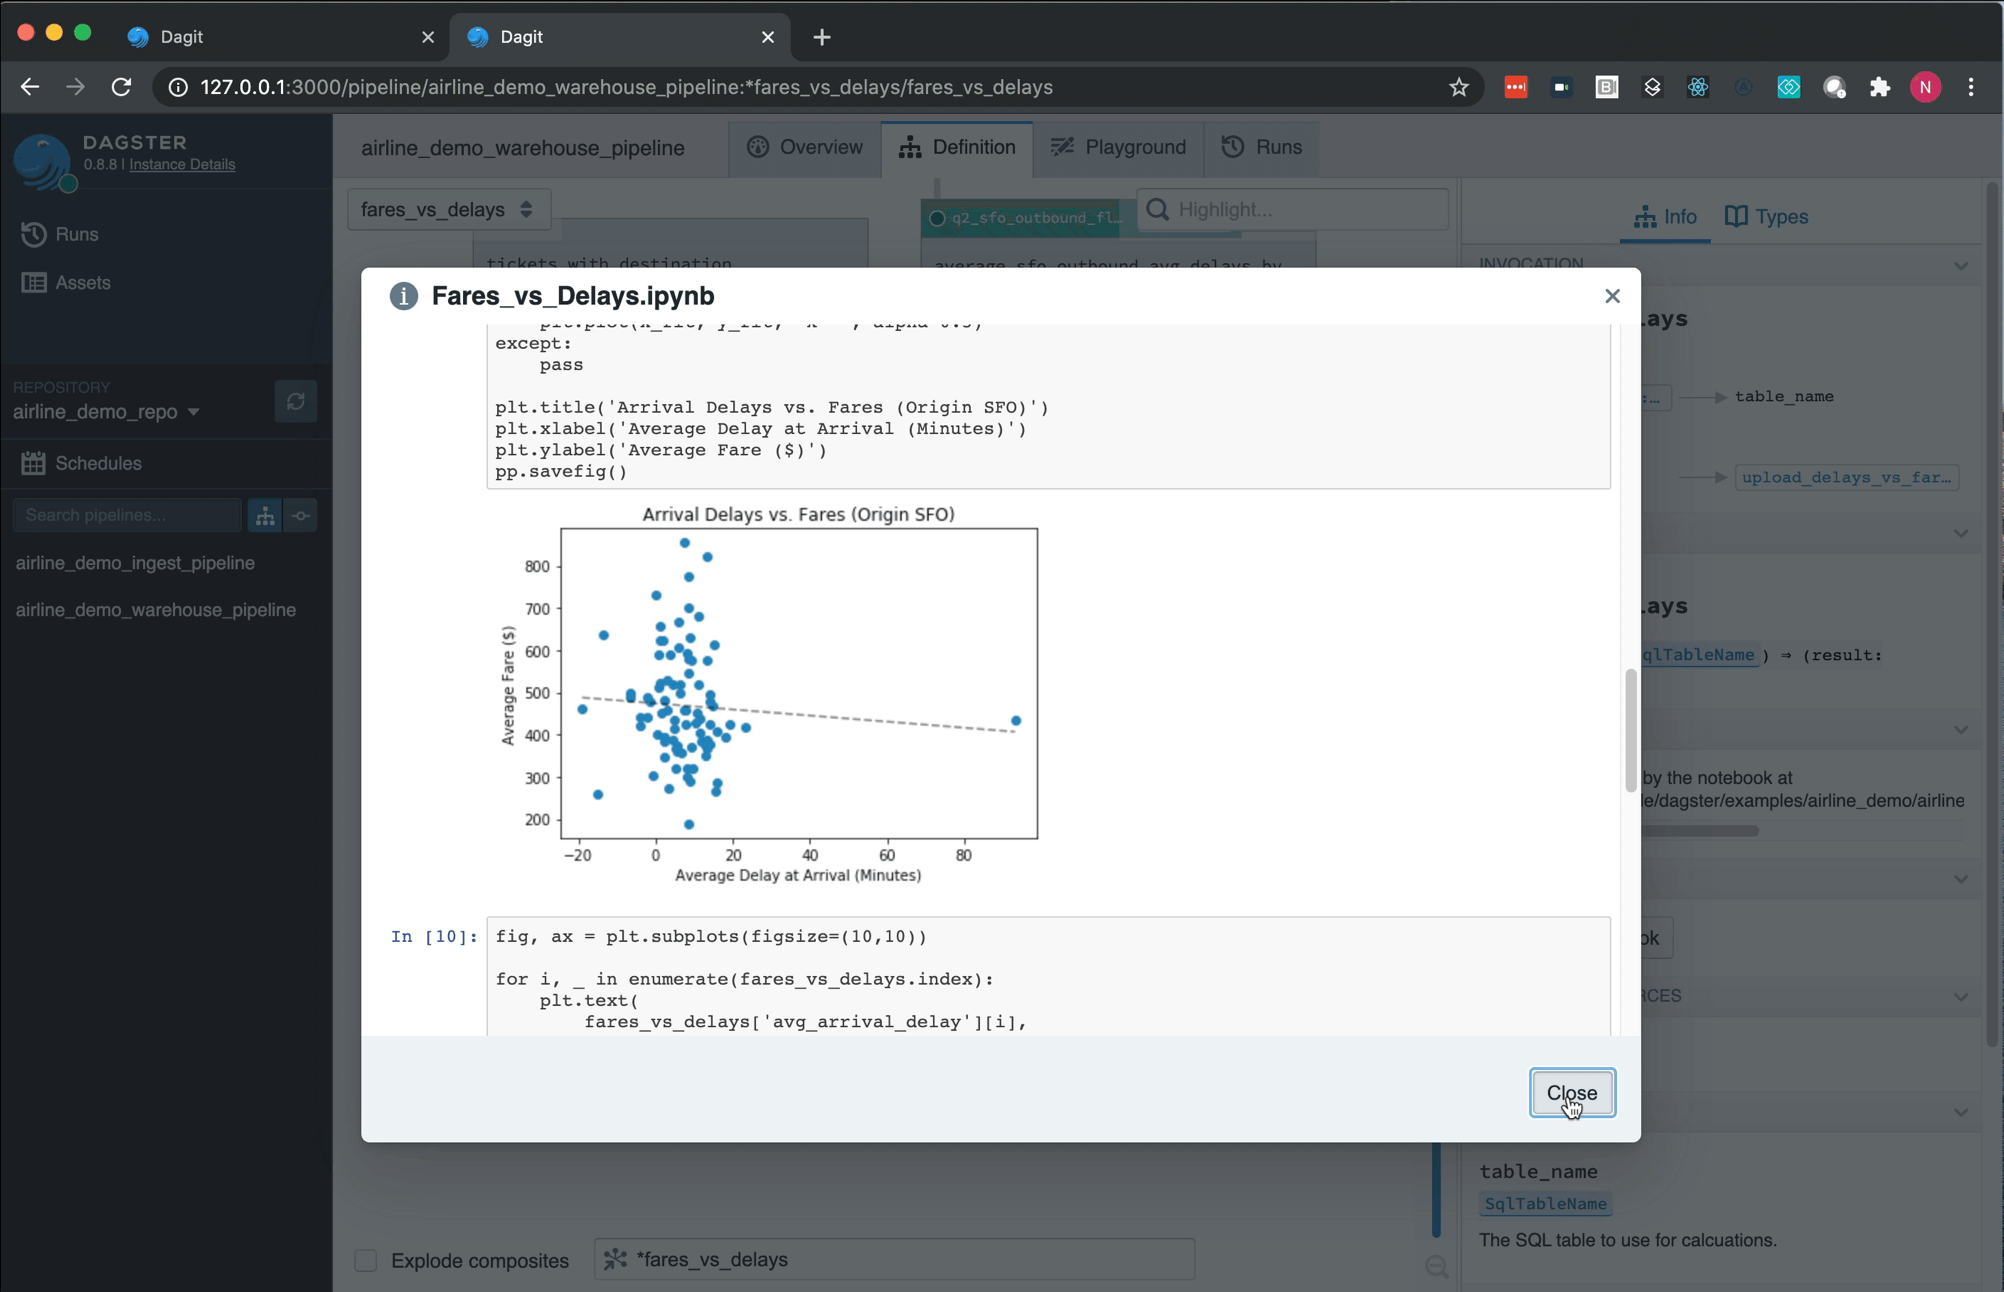 Dagit
Dagit
127.0.0.1:3000/pipeline/airline_demo_warehouse_pipeline:*fares_vs_delays/fares_vs_delays
N
DAGSTER
0.8.8 | Instance Details
Runs
Assets
REPOSITORY
airline_demo_repo
Schedules
Search pipelines...
airline_demo_ingest_pipeline
airline_demo_warehouse_pipeline
airline_demo_warehouse_pipeline
Overview
Definition
Playground
Runs
fares_vs_delays
q2_sfo_outbound_fl…
Highlight...
tickets with destination
average_sfo_outbound_avg_delays_by
Info
Types
INVOCATION
Fares_vs_Delays.ipynb
except:
pass
plt.title('Arrival Delays vs. Fares (Origin SFO)')
plt.xlabel('Average Delay at Arrival (Minutes)')
plt.ylabel('Average Fare ($)')
pp.savefig()
Arrival Delays vs. Fares (Origin SFO)
800
700
600
500
400
300
200
Average Fare ($)
−20 0 20 40 60 80
Average Delay at Arrival (Minutes)
In [10]:
fig, ax = plt.subplots(figsize=(10,10))
for i, _ in enumerate(fares_vs_delays.index):
plt.text(
fares_vs_delays['avg_arrival_delay'][i],
Close
ays
table_name
upload_delays_vs_far…
ays
qlTableName ) ⇒ (result:
by the notebook at
le/dagster/examples/airline_demo/airline
ok
RCES
table_name
SqlTableName
The SQL table to use for calcuations.
Explode composites
*fares_vs_delays